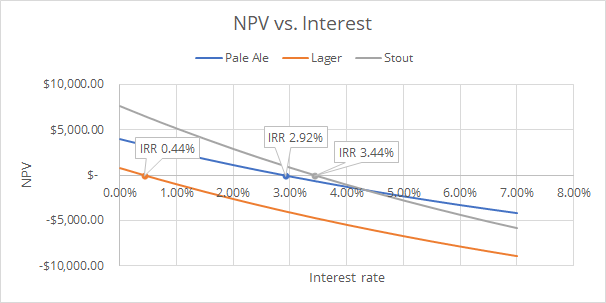 NPV vs. Interest
Pale Ale Lager Stout
$10,000.00
$5,000.00
$-
-$5,000.00
-$10,000.00
NPV
IRR 0.44%
IRR 2.92%
IRR 3.44%
0.00% 1.00% 2.00% 3.00% 4.00% 5.00% 6.00% 7.00% 8.00%
Interest rate